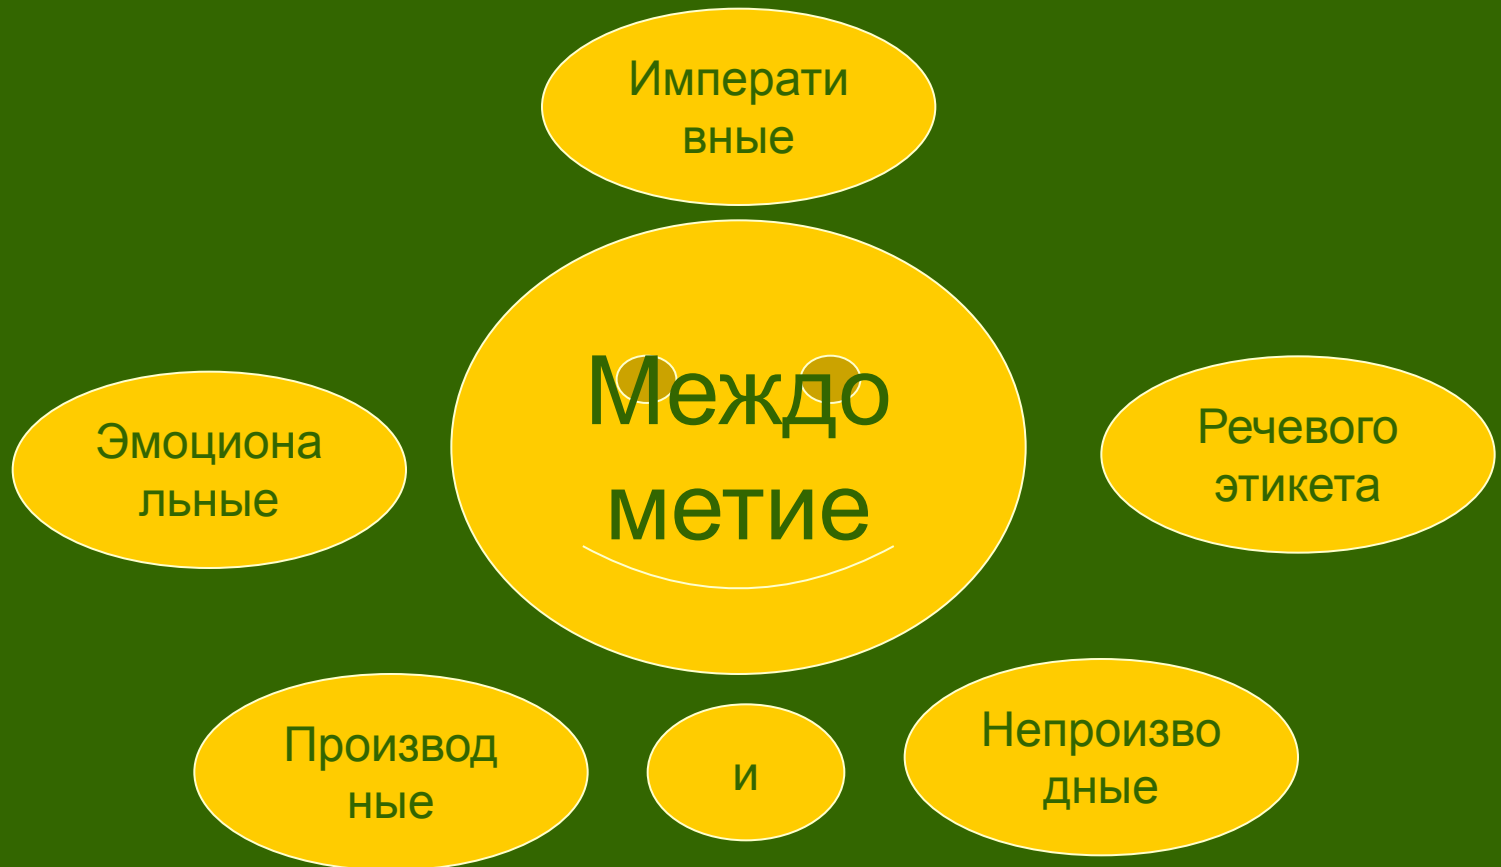 Императи
вные
Междо
метие
Эмоциона
льные
Речевого
этикета
Производ
ные
и
Непроизво
дные